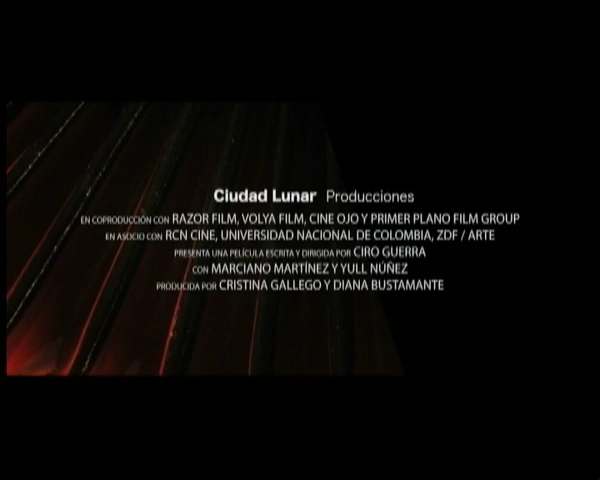 Ciudad Lunar Producciones
EN COPRODUCCIÓN CON RAZOR FILM, VOLYA FILM, CINE OJO Y PRIMER PLANO FILM GROUP
EN ASOCIO CON RCN CINE, UNIVERSIDAD NACIONAL DE COLOMBIA, ZDF / ARTE
PRESENTA UNA PELÍCULA ESCRITA Y DIRIGIDA POR CIRO GUERRA
CON MARCIANO MARTÍNEZ Y YULL NÚÑEZ
PRODUCIDA POR CRISTINA GALLEGO Y DIANA BUSTAMANTE